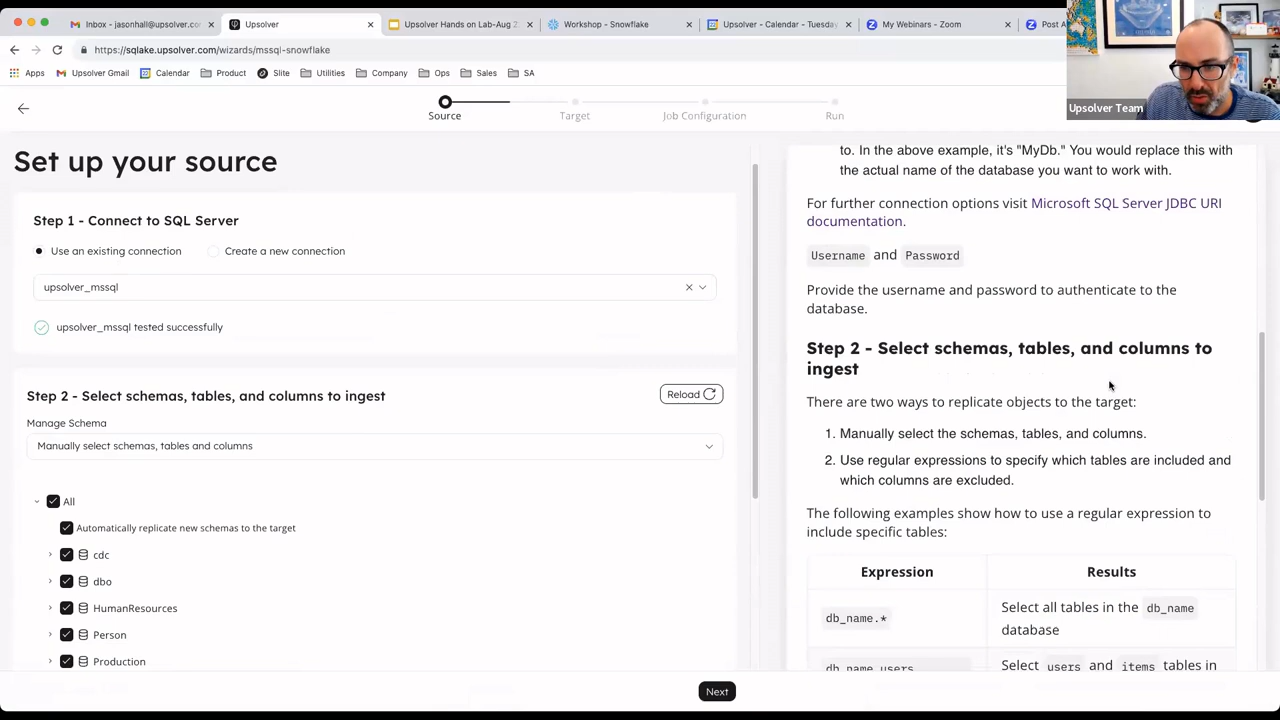 Inbox - jasonhall@upsolver.co
Upsolver
Upsolver Hands on Lab-Aug 2
Workshop - Snowflake
Upsolver - Calendar - Tuesda
My Webinars - Zoom
Post A
https://sqlake.upsolver.com/wizards/mssql-snowflake
Apps
Upsolver Gmail
Calendar
Product
Slite
Utilities
Company
Ops
Sales
SA
Upsolver Team
Source
Target
Job Configuration
Run
Set up your source
Step 1 - Connect to SQL Server
Use an existing connection
Create a new connection
upsolver_mssql
upsolver_mssql tested successfully
Step 2 - Select schemas, tables, and columns to ingest
Reload
Manage Schema
Manually select schemas, tables and columns
All
Automatically replicate new schemas to the target
cdc
dbo
HumanResources
Person
Production
to. In the above example, it's "MyDb." You would replace this with
the actual name of the database you want to work with.
For further connection options visit Microsoft SQL Server JDBC URI
documentation.
Username and Password
Provide the username and password to authenticate to the
database.
Step 2 - Select schemas, tables, and columns to
ingest
There are two ways to replicate objects to the target:
1. Manually select the schemas, tables, and columns.
2. Use regular expressions to specify which tables are included and
which columns are excluded.
The following examples show how to use a regular expression to
include specific tables:
Expression
Results
db_name.*
Select all tables in the db_name
database
Select users and items tables in
Next